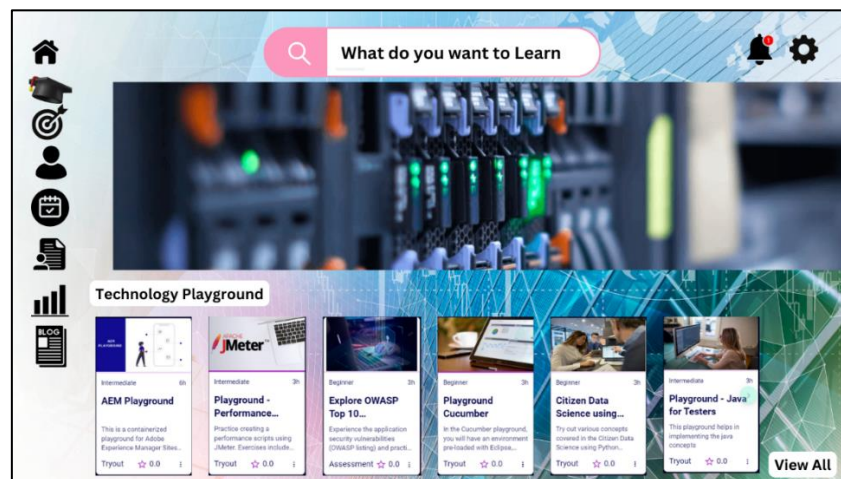 What do you want to Learn
1
Technology Playground
AEM
PLAYGROUND
Intermediate 6h
AEM Playground
This is a containerized
playground for Adobe
Experience Manager Sites...
Tryout 0.0
APACHE
JMeter
Intermediate 3h
Playground -
Performance...
Practice creating a
performance scripts using
JMeter. Exercises include...
Tryout 0.0
Beginner 3h
Explore OWASP
Top 10...
Experience the application
security vulnerabilities
(OWASP listing) and practi...
Assessment 0.0
Beginner 3h
Playground
Cucumber
In the Cucumber playground,
you will have an environment
pre-loaded with Eclipse,...
Tryout 0.0
Beginner 3h
Citizen Data
Science using...
Try out various concepts
covered in the Citizen Data
Science using Python...
Tryout 0.0
Intermediate 3h
Playground - Java
for Testers
This playground helps in
implementing the java
concepts
Tryout 0.0
View All
BLOG